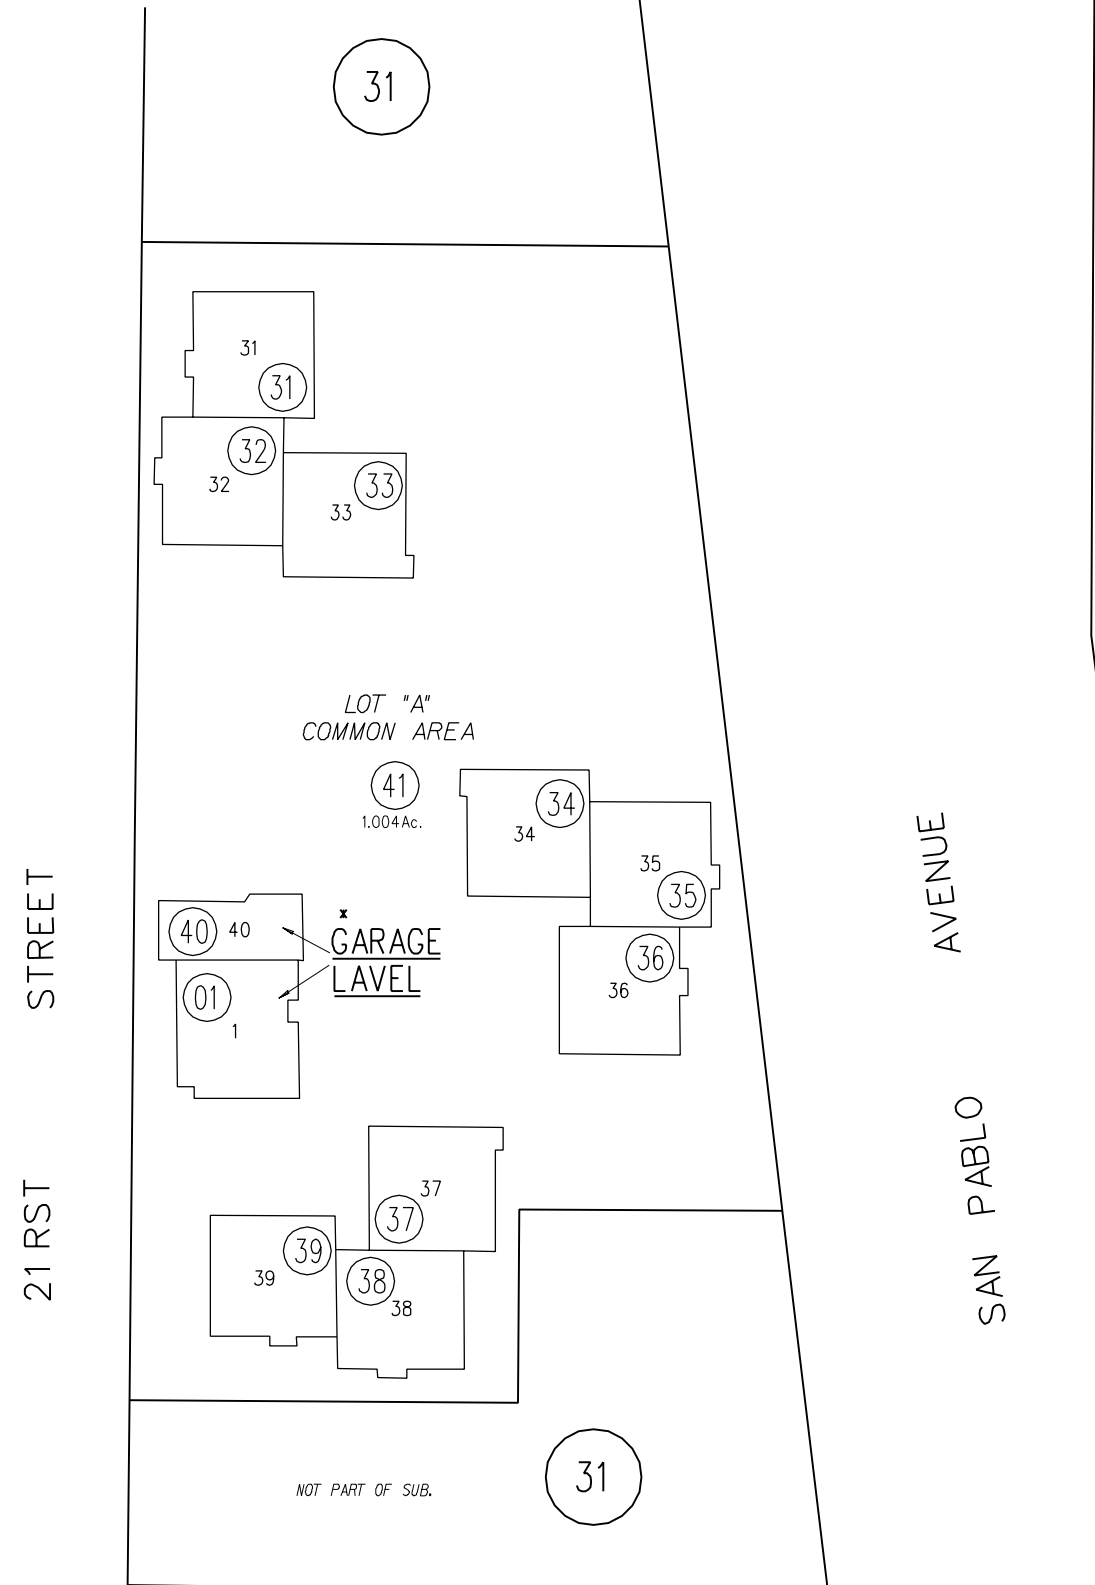 31
31
31
32
32
33
33
LOT "A"
COMMON AREA
41
1.004Ac.
34
34
35
35
40
40
x
GARAGE
LAVEL
01
1
36
36
37
37
39
39
38
38
NOT PART OF SUB.
31
21RST STREET
SAN PABLO AVENUE